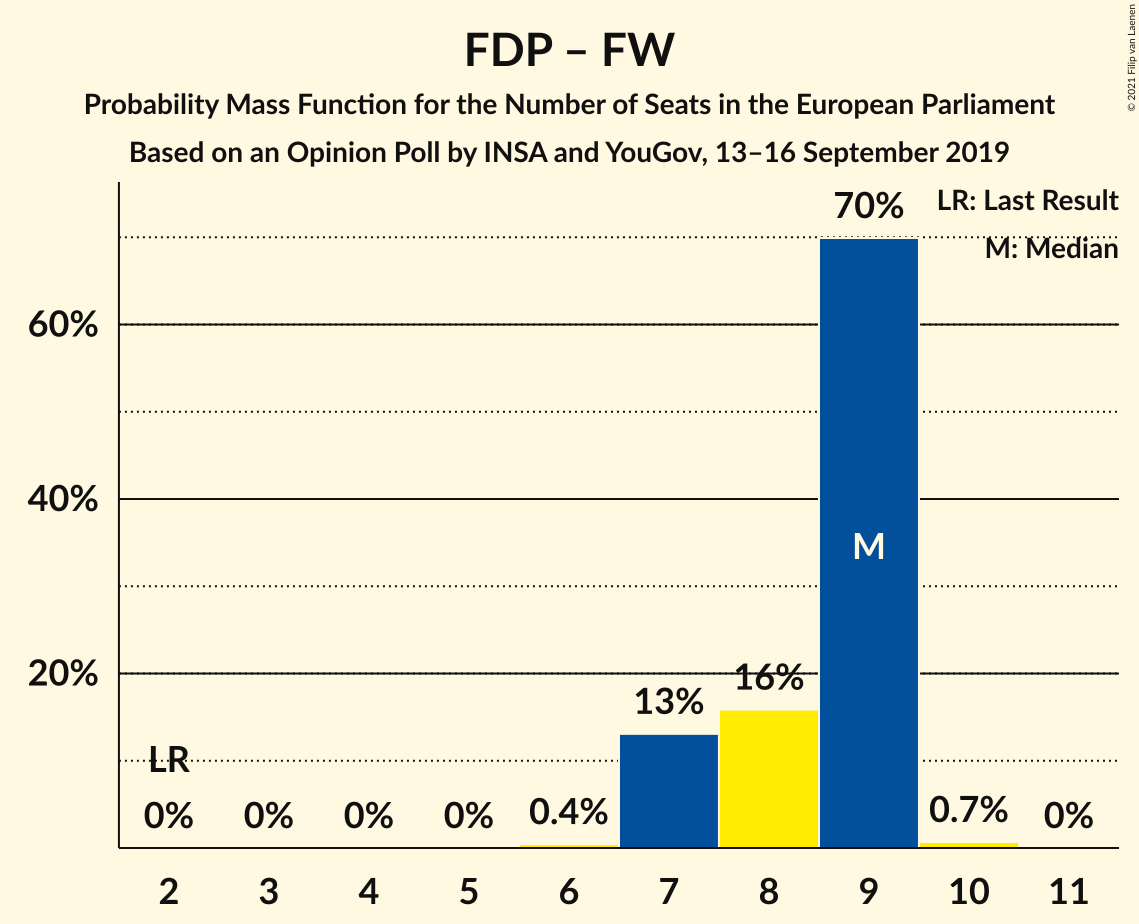 FDP – FW
Probability Mass Function for the Number of Seats in the European Parliament
Based on an Opinion Poll by INSA and YouGov, 13–16 September 2019
© 2021 Filip van Laenen
LR: Last Result
M: Median
70%
60%
40%
20%
M
16%
13%
LR
0%
0%
0%
0%
0.4%
0.7%
0%
2
3
4
5
6
7
8
9
10
11